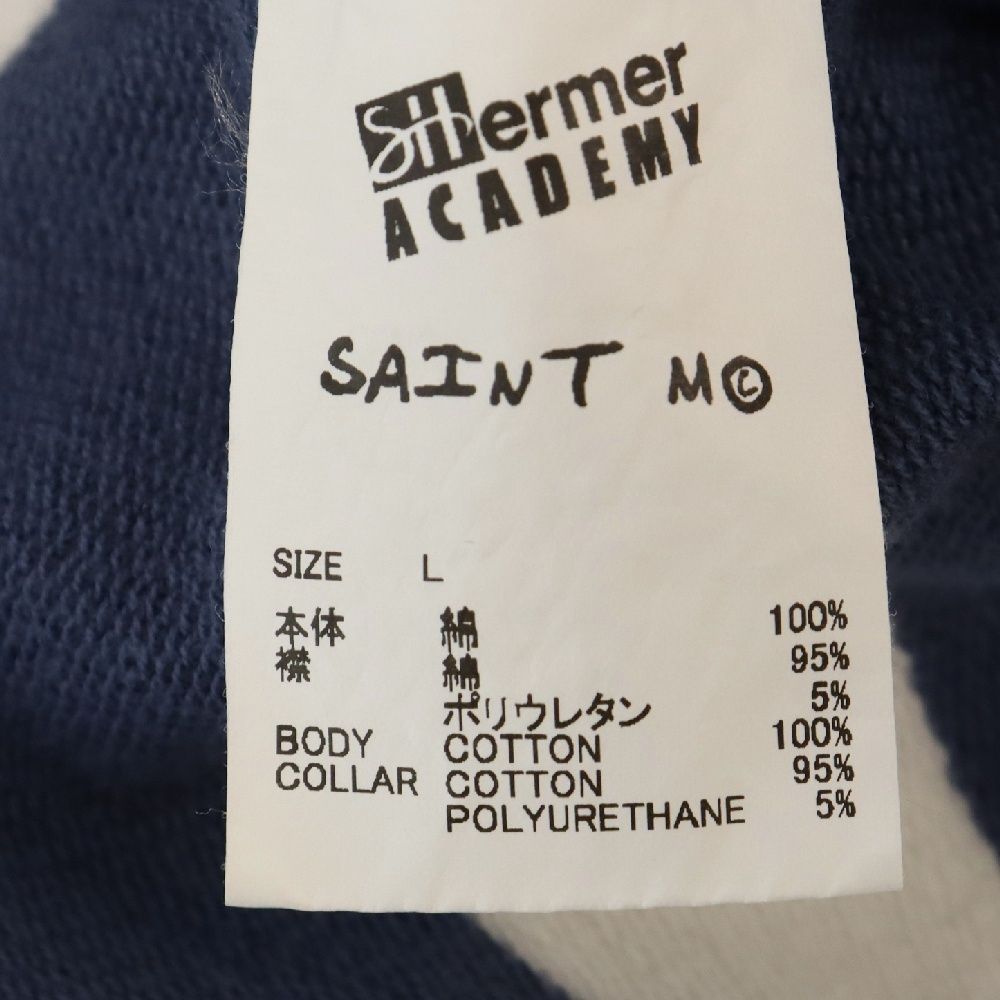 SHermer
ACADEMY
SAINT M©
SIZE L
本体 綿 100%
襟 綿 95%
ポリウレタン 5%
BODY COTTON 100%
COLLAR COTTON 95%
POLYURETHANE 5%